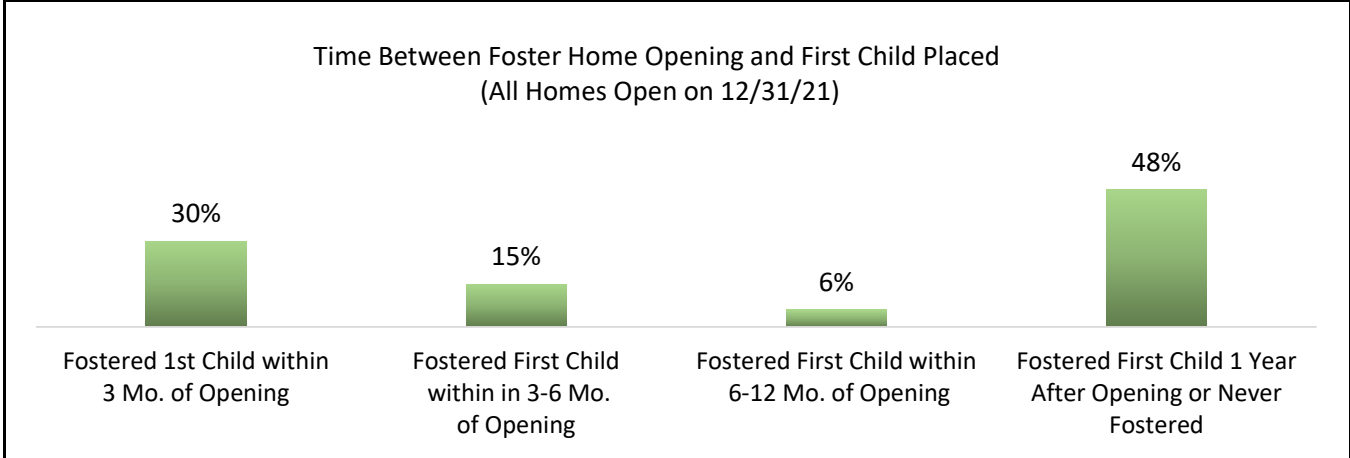 Time Between Foster Home Opening and First Child Placed
(All Homes Open on 12/31/21)
30%
15%
6%
48%
Fostered 1st Child within
3 Mo. of Opening
Fostered First Child
within in 3-6 Mo.
of Opening
Fostered First Child within
6-12 Mo. of Opening
Fostered First Child 1 Year
After Opening or Never
Fostered